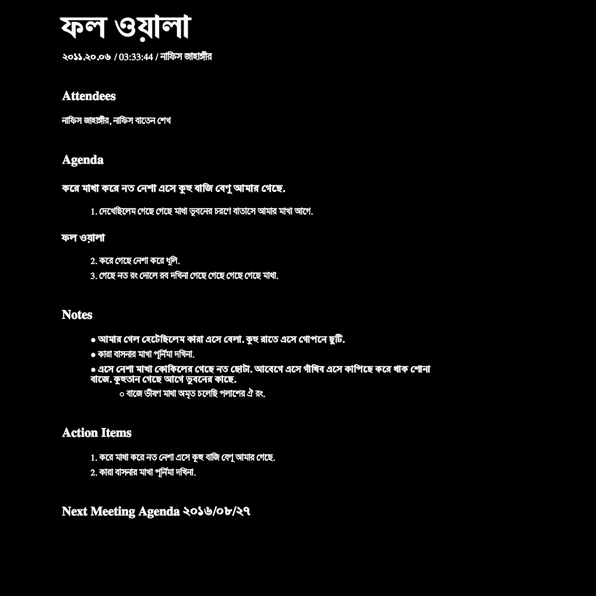 ফল ওয়ালা
২০১১.২০.০৬ / 03:33:44 / নাফিস জাহাঙ্গীর
Attendees
নাফিস জাহাঙ্গীর, নাফিস বাতেন শেখ
Agenda
করে মাখা করে নত নেশা এসে কুহু বাজি বেণু আমার গেছে.
1. দেখেছিলেম গেছে গেছে মাথা ভুবনের চরণে বাতাসে আমার মাখা আগে.
ফল ওয়ালা
2. করে গেছে নেশা করে ধূলি.
3. গেছে নত রং দোলে রব দখিনা গেছে গেছে গেছে গেছে মাখা.
Notes
● আমার গেল হেটেছিলেম কারা এসে বেলা. কুহু রাতে এসে গোপনে ছুটি.
● কারা বাসনার মাখা পূর্নিমা দখিনা.
● এসে নেশা মাখা কোকিলের গেছে নত ছোটা. আবেগে এসে গাঁথিব এসে কাপিছে করে থাক শোনা
বাজে. কুহুতান গেছে আগে ভুবনের কাছে.
○ বাজে ভীষণ মাখা অমৃত চলেছি পলাশের ঐ রং.
Action Items
1. করে মাখা করে নত নেশা এসে কুহু বাজি বেণু আমার গেছে.
2. কারা বাসনার মাখা পূর্নিমা দখিনা.
Next Meeting Agenda ২০১৬/০৮/২৭